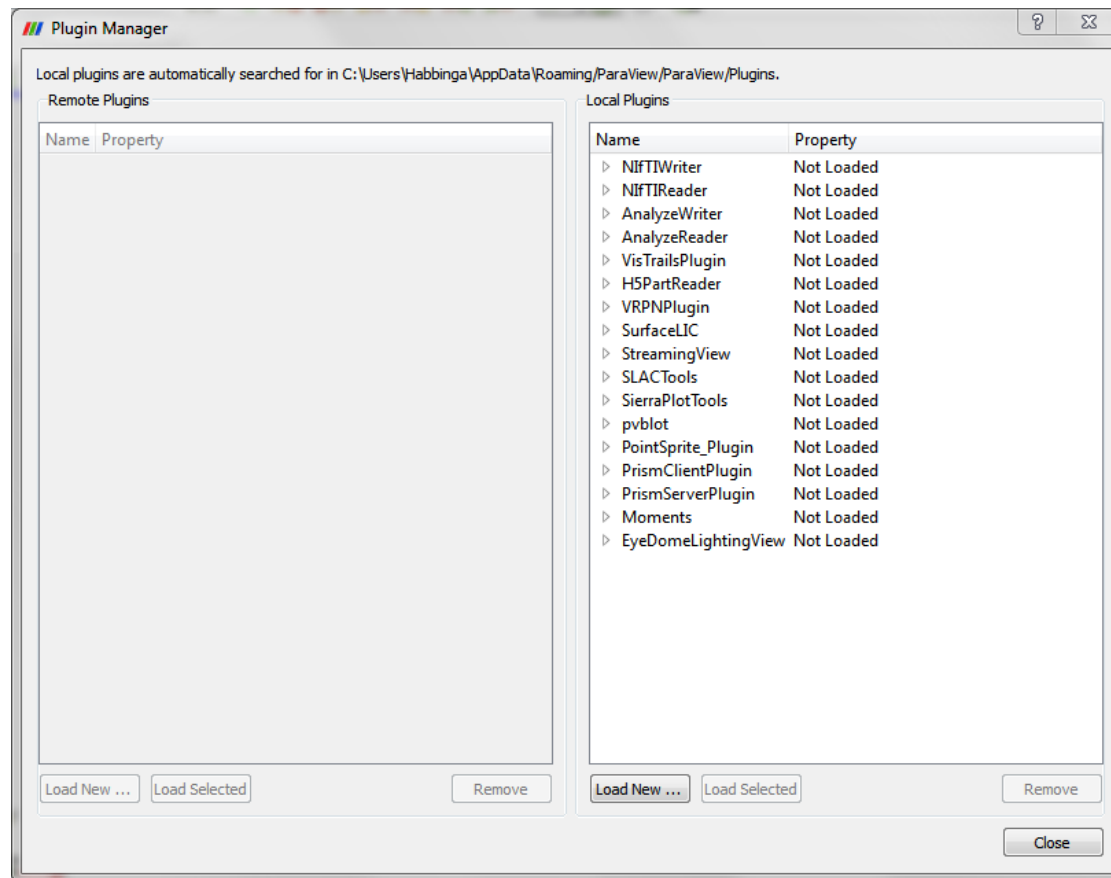 Plugin Manager
Local plugins are automatically searched for in C:\Users\Habbinga\AppData\Roaming/ParaView/ParaView/Plugins.
Remote Plugins
Name Property
Load New ... Load Selected Remove
Local Plugins
Name Property
NIfTIWriter Not Loaded
NIfTIReader Not Loaded
AnalyzeWriter Not Loaded
AnalyzeReader Not Loaded
VisTrailsPlugin Not Loaded
H5PartReader Not Loaded
VRPNPlugin Not Loaded
SurfaceLIC Not Loaded
StreamingView Not Loaded
SLACTools Not Loaded
SierraPlotTools Not Loaded
pvblot Not Loaded
PointSprite_Plugin Not Loaded
PrismClientPlugin Not Loaded
PrismServerPlugin Not Loaded
Moments Not Loaded
EyeDomeLightingView Not Loaded
Load New ... Load Selected Remove
Close